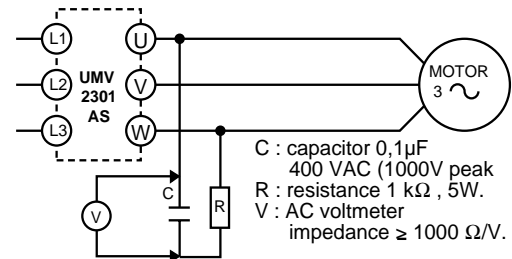 L1
U
L2
UMV
2301
AS
V
MOTOR
3
L3
W
C : capacitor 0,1µF
400 VAC (1000V peak
R : resistance 1 kΩ , 5W.
V : AC voltmeter
impedance ≥ 1000 Ω/V.
C
V
R